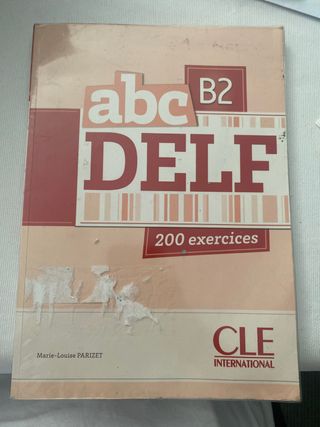 abc B2
DELF
200 exercices
Marie-Louise PARIZET
CLE
INTERNATIONAL